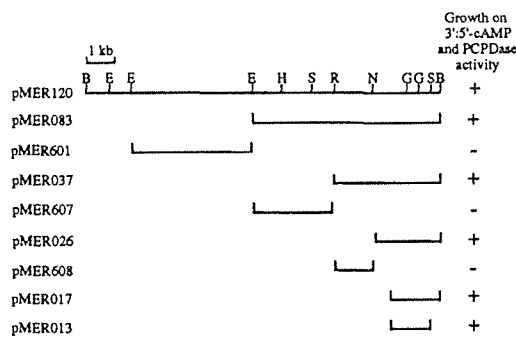 Growth on
3':5'-cAMP
and PCPDase
activity
1 kb
B E E E H S R N G G S B
pMER120 +
pMER083 +
pMER601 -
pMER037 +
pMER607 -
pMER026 +
pMER608 -
pMER017 +
pMER013 +